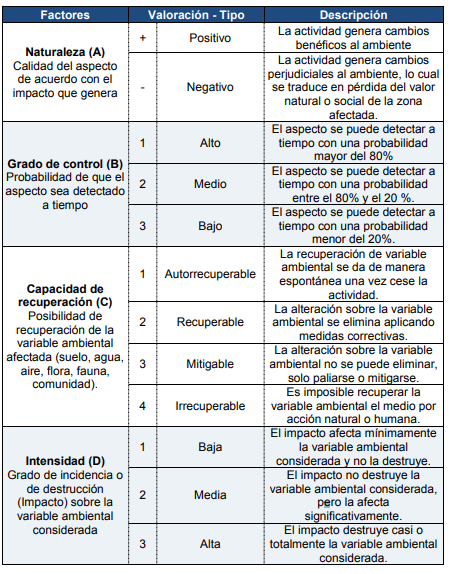 Factores Valoración - Tipo Descripción
Naturaleza (A)
Calidad del aspecto
de acuerdo con el
impacto que genera
+ Positivo
La actividad genera cambios
benéficos al ambiente
- Negativo
La actividad genera cambios
perjudiciales al ambiente, lo cual
se traduce en pérdida del valor
natural o social de la zona
afectada.
Grado de control (B)
Probabilidad de que el
aspecto sea detectado
a tiempo
1 Alto
El aspecto se puede detectar a
tiempo con una probabilidad
mayor del 80%
2 Medio
El aspecto se puede detectar a
tiempo con una probabilidad
entre el 80% y el 20 %.
3 Bajo
El aspecto se puede detectar a
tiempo con una probabilidad
menor del 20%.
Capacidad de
recuperación (C)
Posibilidad de
recuperación de la
variable ambiental
afectada (suelo, agua,
aire, flora, fauna,
comunidad).
1 Autorrecuperable
La recuperación de variable
ambiental se da de manera
espontánea una vez cese la
actividad.
2 Recuperable
La alteración sobre la variable
ambiental se elimina aplicando
medidas correctivas.
3 Mitigable
La alteración sobre la variable
ambiental no se puede eliminar,
solo paliarse o mitigarse.
4 Irrecuperable
Es imposible recuperar la
variable ambiental el medio por
acción natural o humana.
Intensidad (D)
Grado de incidencia o
de destrucción
(Impacto) sobre la
variable ambiental
considerada
1 Baja
El impacto afecta mínimamente
la variable ambiental
considerada y no la destruye.
2 Media
El impacto no destruye la
variable ambiental considerada,
pero la afecta
significativamente.
3 Alta
El impacto destruye casi o
totalmente la variable ambiental
considerada.